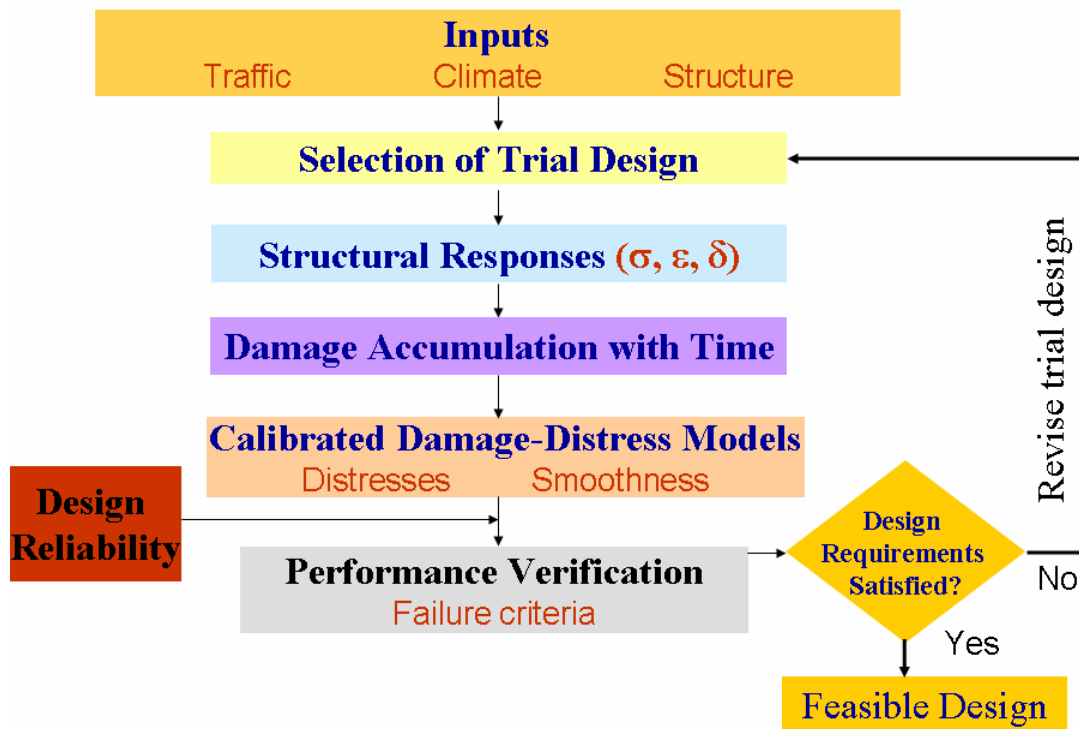 Inputs
Traffic Climate Structure
Selection of Trial Design
Structural Responses (σ, ε, δ)
Damage Accumulation with Time
Calibrated Damage-Distress Models
Distresses Smoothness
Design
Reliability
Performance Verification
Failure criteria
Design
Requirements
Satisfied?
No
Revise trial design
Yes
Feasible Design